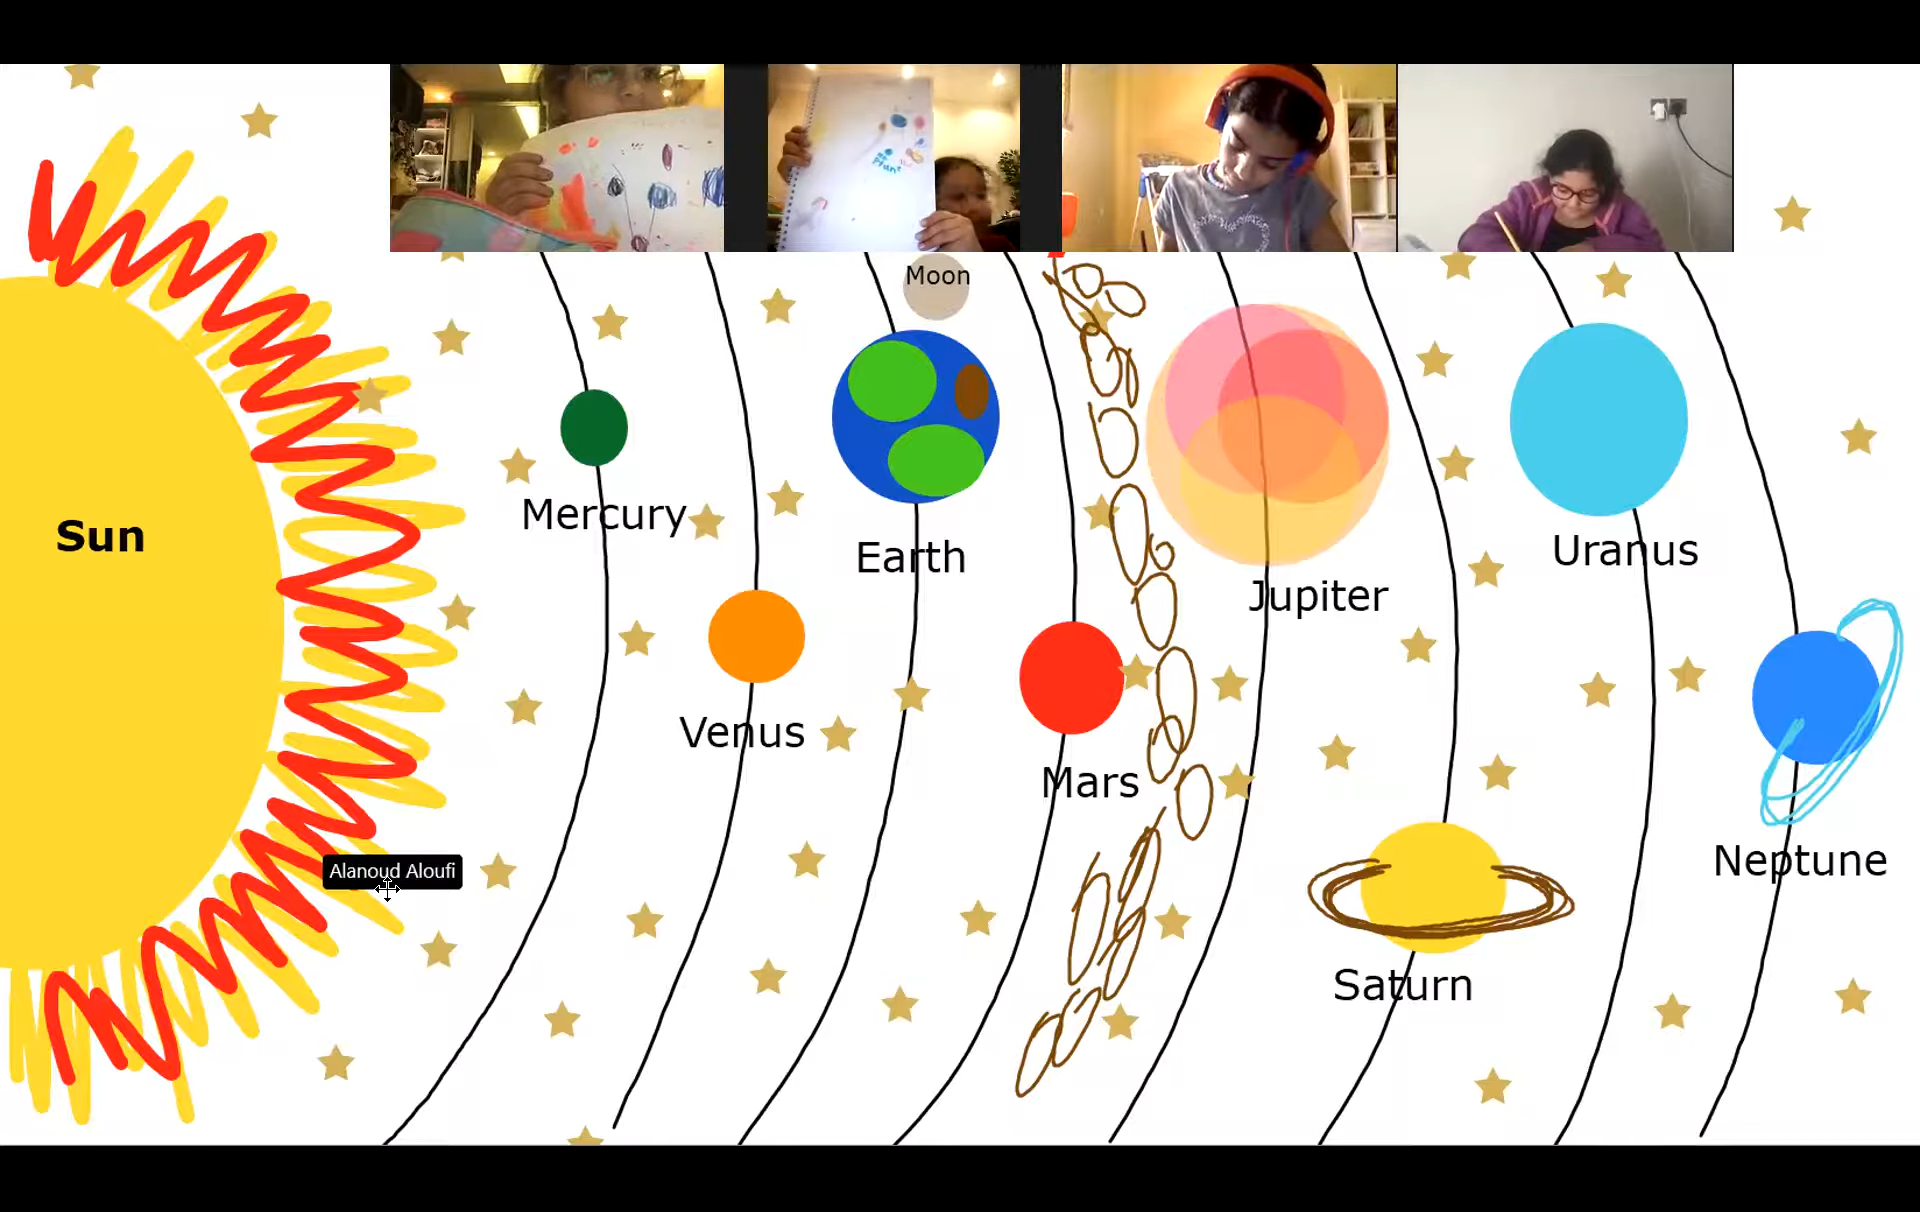 Moon
Sun
Mercury
Earth
Uranus
Jupiter
Venus
Mars
Alanoud Aloufi
Neptune
Saturn